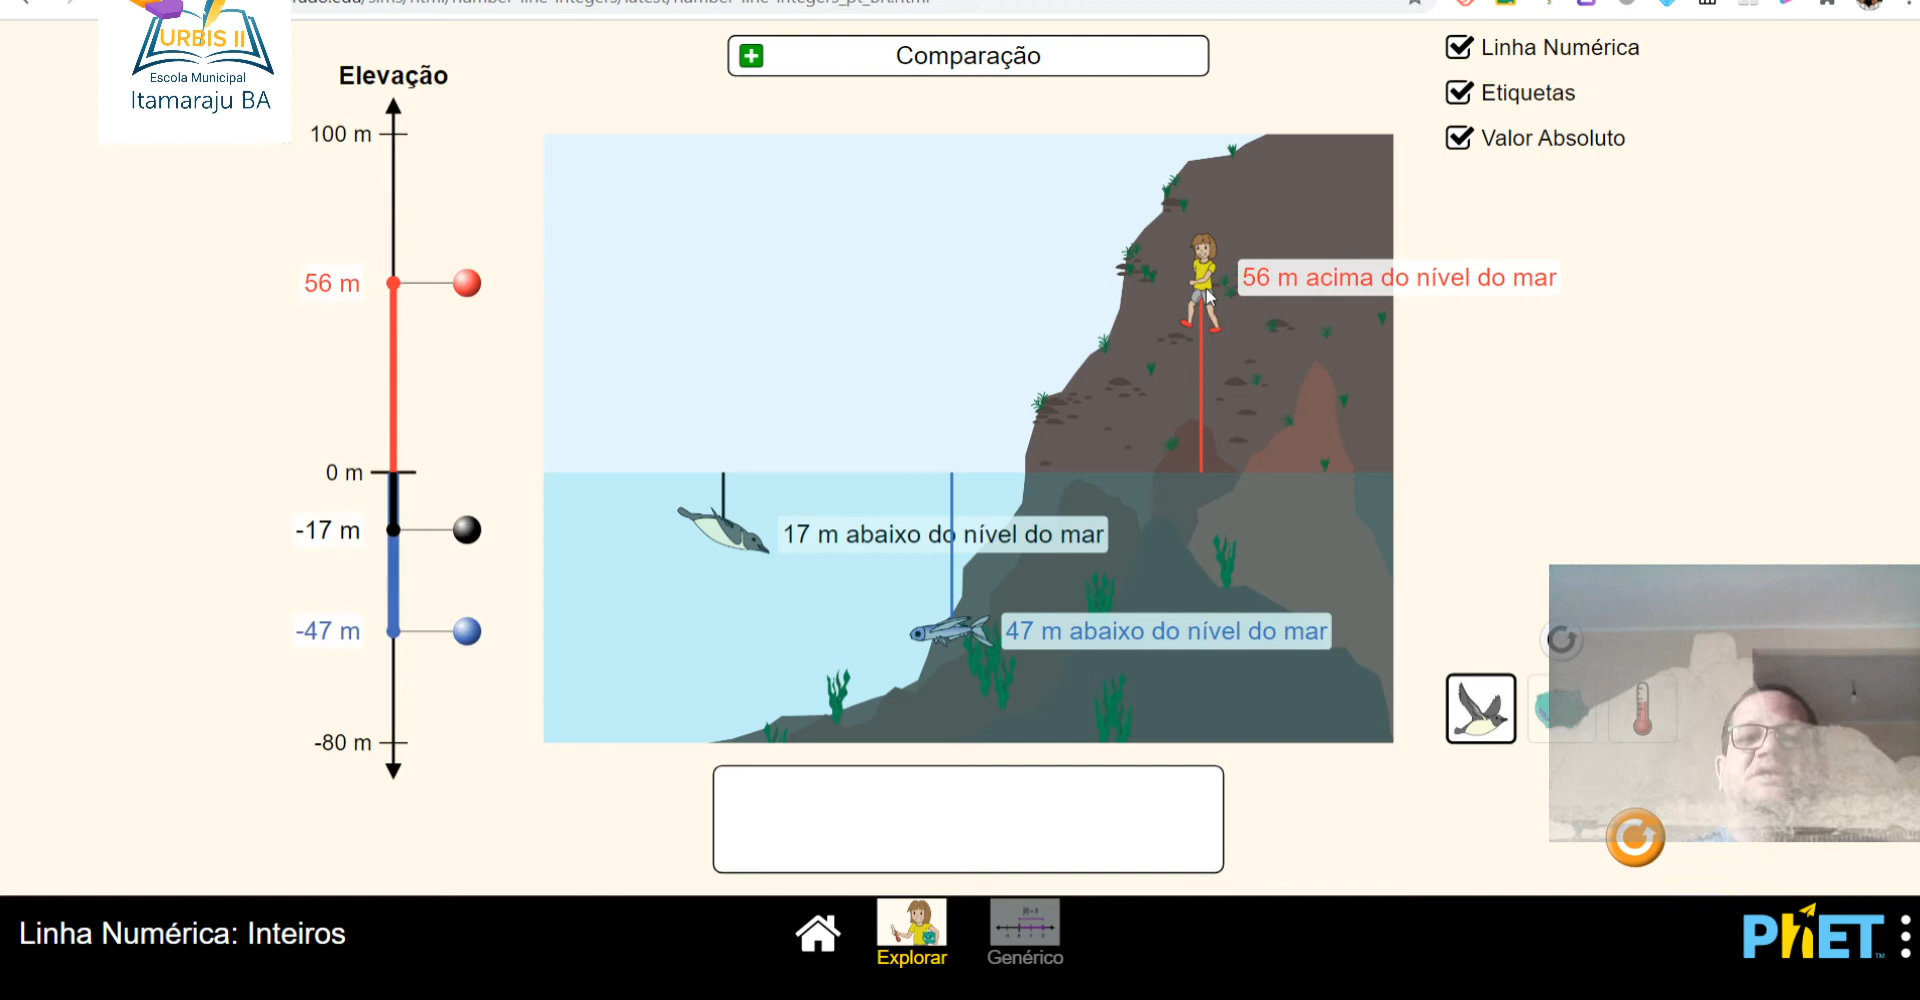 URBIS II
Escola Municipal
Itamaraju BA
Elevação
100 m
56 m
0 m
-17 m
-47 m
-80 m
Comparação
Linha Numérica
Etiquetas
Valor Absoluto
56 m acima do nível do mar
17 m abaixo do nível do mar
47 m abaixo do nível do mar
Linha Numérica: Inteiros
Explorar
Genérico
PhET